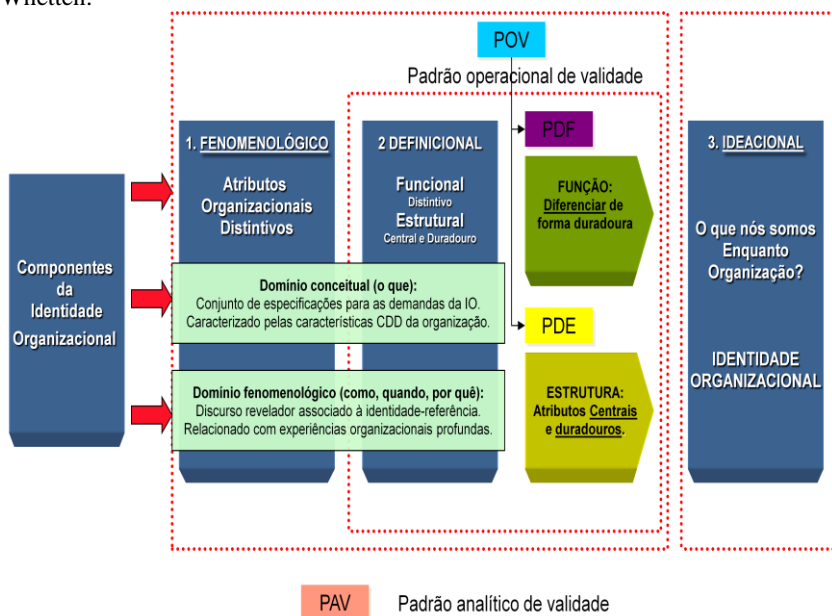 Whetten.
POV
Padrão operacional de validade
1. FENOMENOLÓGICO
Atributos
Organizacionais
Distintivos
2 DEFINICIONAL
Funcional
Distintivo
Estrutural
Central e Duradouro
PDF
FUNÇÃO:
Diferenciar de
forma duradoura
3. IDEACIONAL
O que nós somos
Enquanto
Organização?
IDENTIDADE
ORGANIZACIONAL
Componentes
da
Identidade
Organizacional
Domínio conceitual (o que):
Conjunto de especificações para as demandas da IO.
Caracterizado pelas características CDD da organização.
PDE
Domínio fenomenológico (como, quando, por quê):
Discurso revelador associado à identidade-referência.
Relacionado com experiências organizacionais profundas.
ESTRUTURA:
Atributos Centrais
e duradouros.
PAV
Padrão analítico de validade